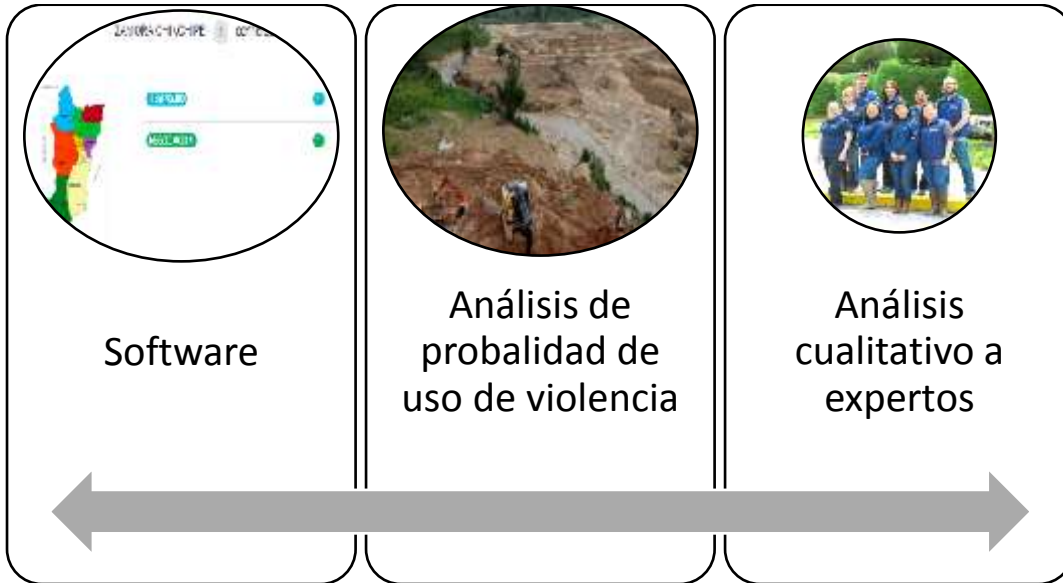 Software
Análisis de
probalidad de
uso de violencia
Análisis
cualitativo a
expertos